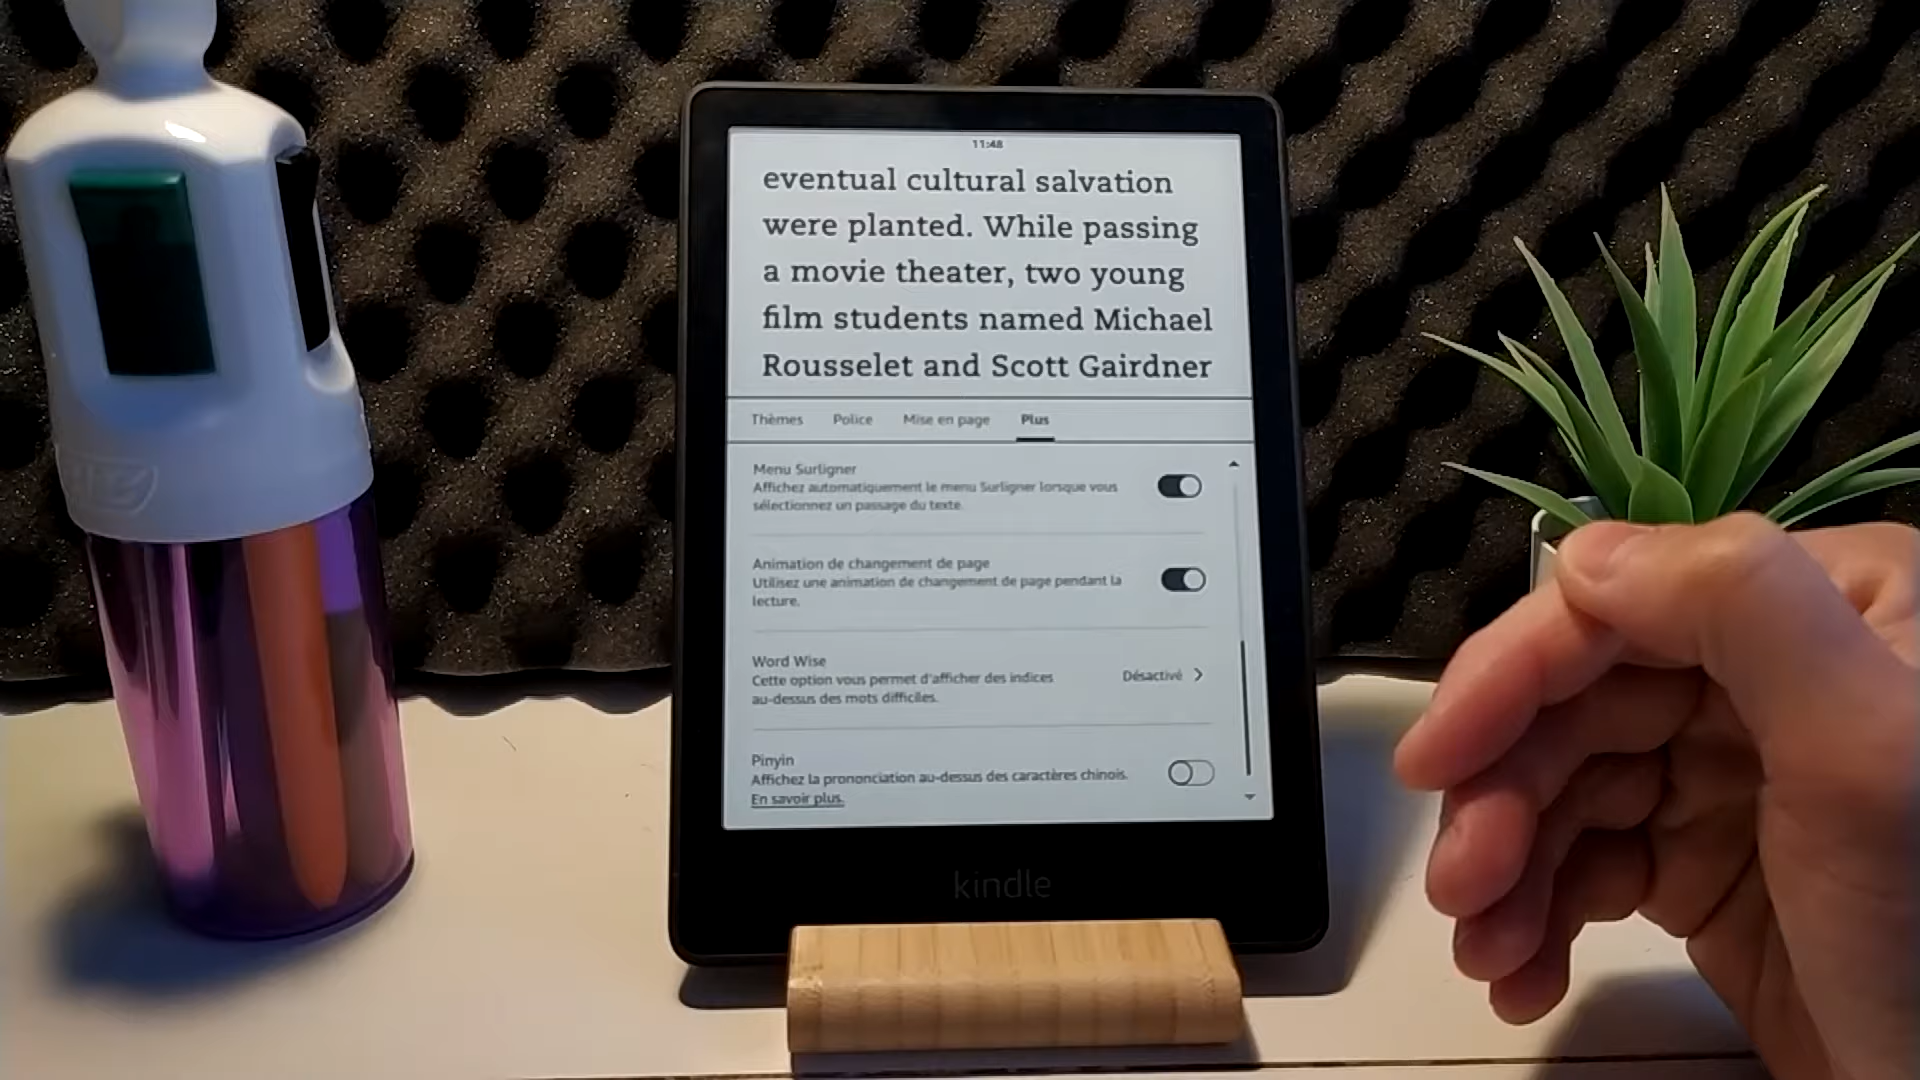 11:48
eventual cultural salvation
were planted. While passing
a movie theater, two young
film students named Michael
Rousselet and Scott Gairdner
Thèmes Police Mise en page Plus
Menu Surligner
Affichez automatiquement le menu Surligner lorsque vous
sélectionnez un passage du texte.
Animation de changement de page
Utilisez une animation de changement de page pendant la
lecture.
Word Wise
Cette option vous permet d'afficher des indices
au-dessus des mots difficiles.
Désactivé
Pinyin
Affichez la prononciation au-dessus des caractères chinois.
En savoir plus.
kindle